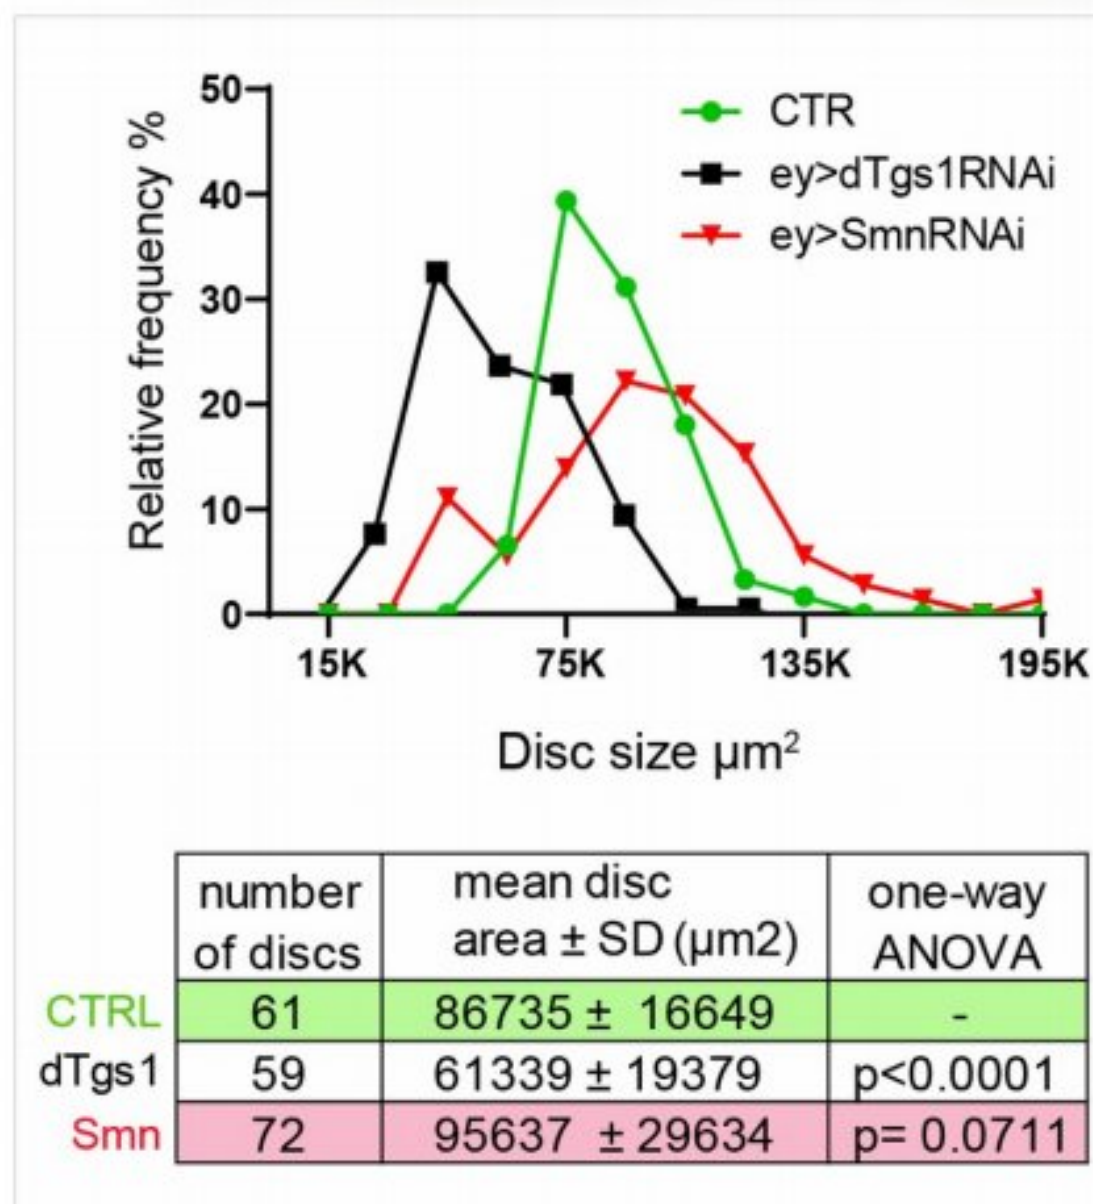 50
40
30
20
10
0
Relative frequency %
CTR
ey>dTgs1RNAi
ey>SmnRNAi
15K 75K 135K 195K
Disc size µm²
number of discs mean disc area ± SD (µm2) one-way ANOVA
CTRL 61 86735 ± 16649 -
dTgs1 59 61339 ± 19379 p<0.0001
Smn 72 95637 ± 29634 p= 0.0711